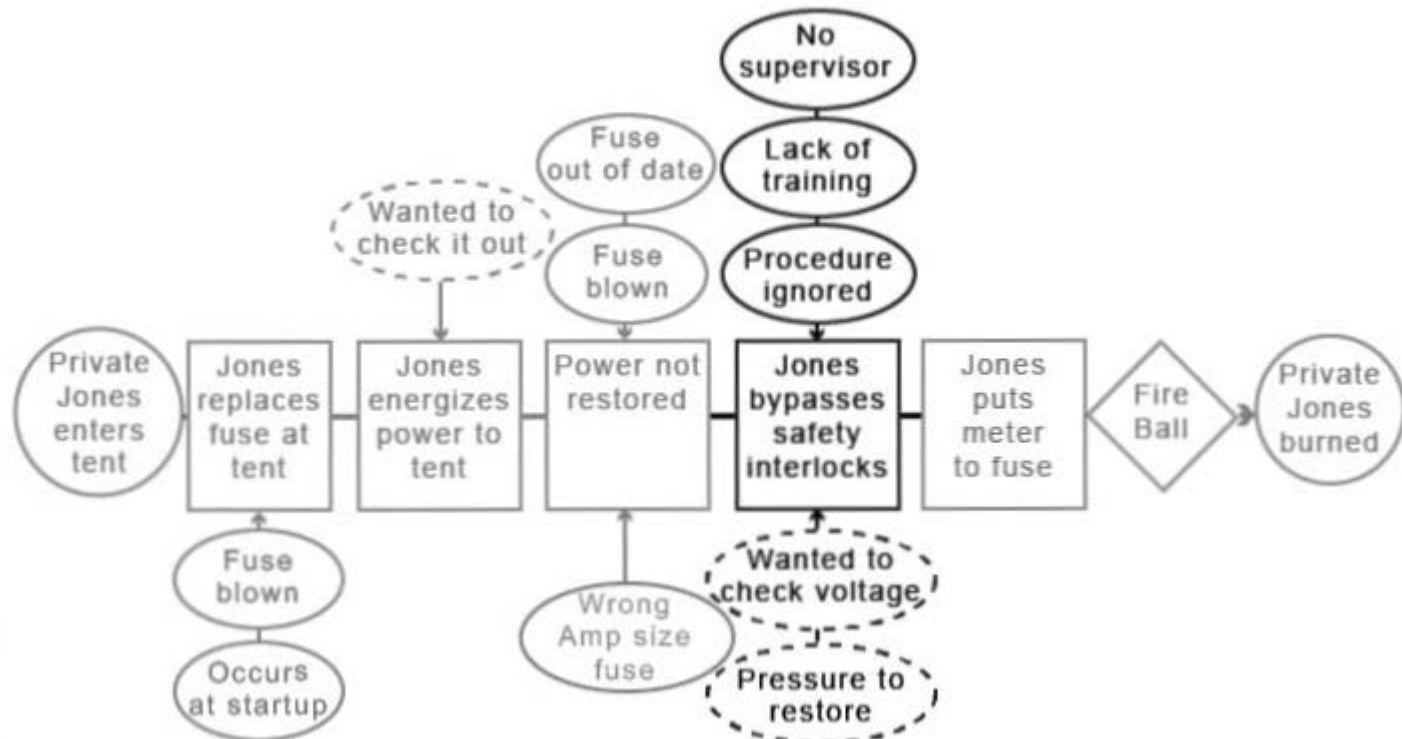 No
supervisor
Fuse
out of date
Lack of
training
Wanted to
check it out
Fuse
blown
Procedure
ignored
Private
Jones
enters
tent
Jones
replaces
fuse at
tent
Jones
energizes
power to
tent
Power not
restored
Jones
bypasses
safety
interlocks
Jones
puts
meter
to fuse
Fire
Ball
Private
Jones
burned
Fuse
blown
Occurs
at startup
Wrong
Amp size
fuse
Wanted to
check voltage
Pressure to
restore